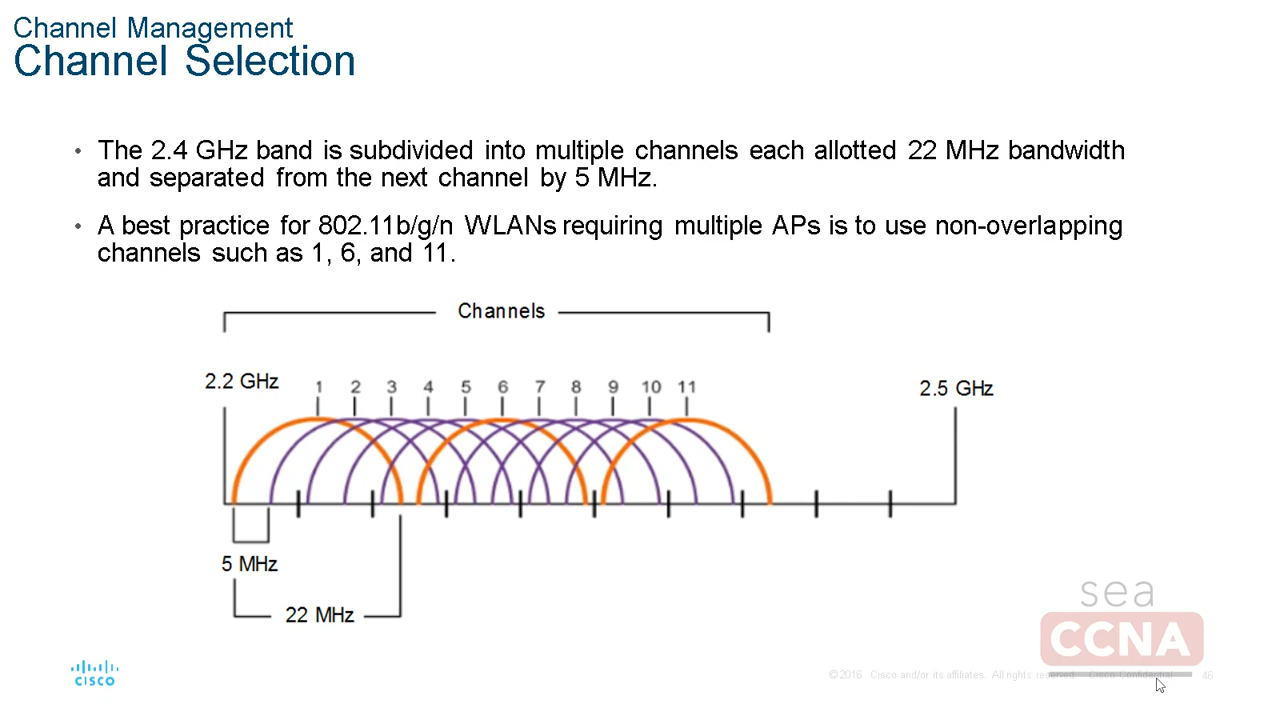 Channel Management
Channel Selection
• The 2.4 GHz band is subdivided into multiple channels each allotted 22 MHz bandwidth
and separated from the next channel by 5 MHz.
• A best practice for 802.11b/g/n WLANs requiring multiple APs is to use non-overlapping
channels such as 1, 6, and 11.
Channels
2.2 GHz 1 2 3 4 5 6 7 8 9 10 11 2.5 GHz
5 MHz
22 MHz
sea
CCNA
CISCO
© 2016 Cisco and/or its affiliates. All rights reserved. Cisco Confidential 46